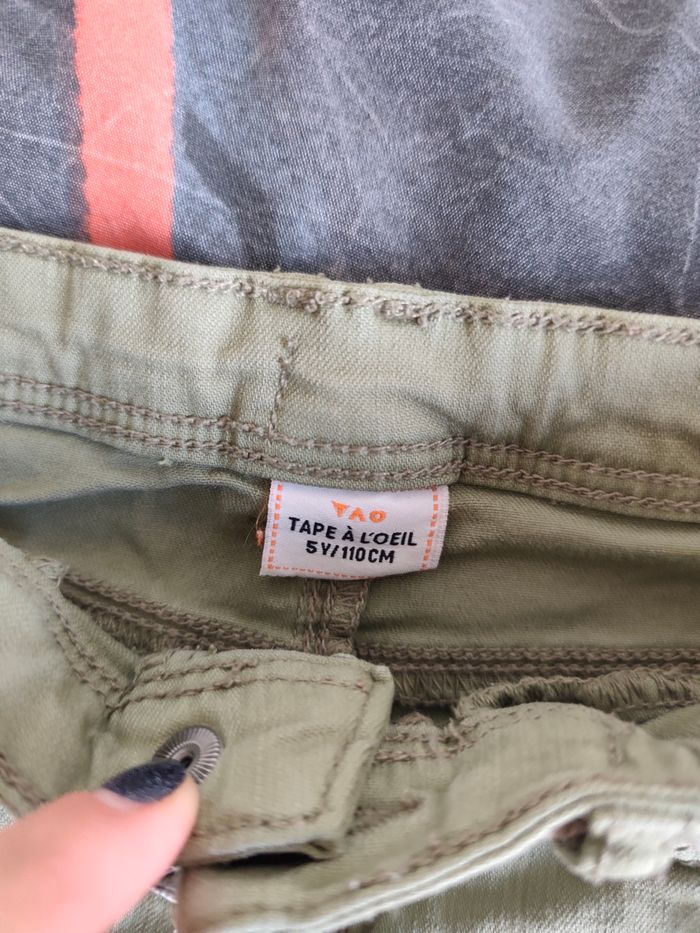 TAO
TAPE À L'OEIL
5Y/110CM